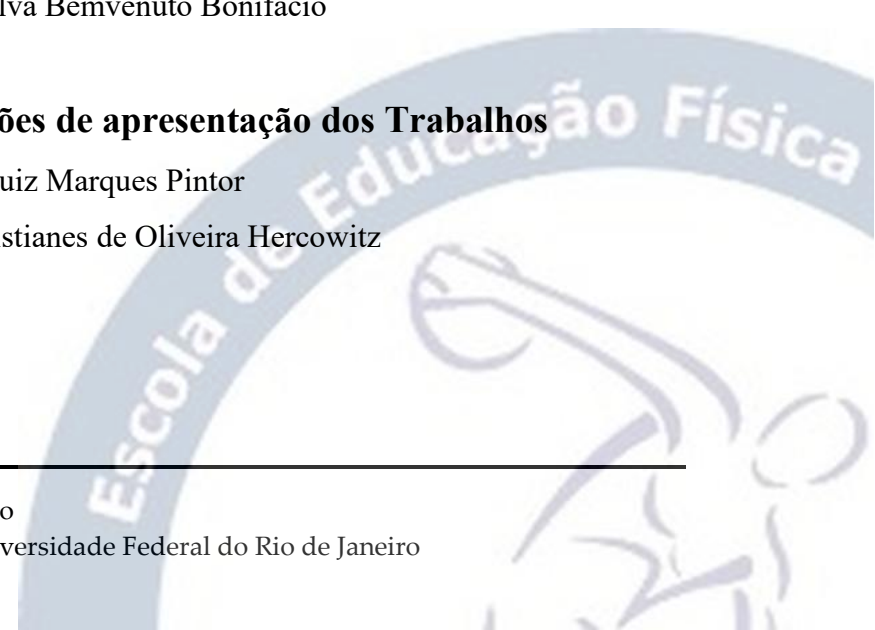 lva Bemvenuto Bonifácio
ões de apresentação dos Trabalhos
uiz Marques Pintor
stianes de Oliveira Hercowitz
Escola de Educação Física
o
versidade Federal do Rio de Janeiro